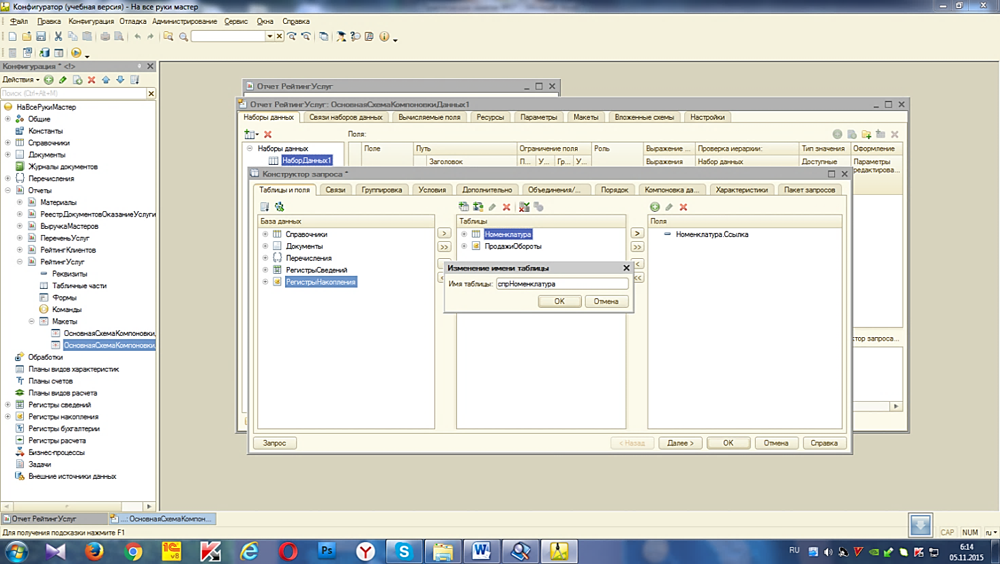 Конфигуратор (учебная версия) - На все руки мастер
Файл Правка Конфигурация Отладка Администрирование Сервис Окна Справка
Конфигурация * <!>
Действия
Поиск (Ctrl+Alt+M)
НаВсеРукиМастер
Общие
Константы
Справочники
Документы
Журналы документов
Перечисления
Отчеты
Материалы
РеестрДокументовОказаниеУслуги
ВыручкаМастеров
ПереченьУслуг
РейтингКлиентов
РейтингУслуг
Реквизиты
Табличные части
Формы
Команды
Макеты
ОсновнаяСхемаКомпоновки
ОсновнаяСхемаКомпоновки
Обработки
Планы видов характеристик
Планы счетов
Планы видов расчета
Регистры сведений
Регистры накопления
Регистры бухгалтерии
Регистры расчета
Бизнес-процессы
Задачи
Внешние источники данных
Отчет РейтингУслуг
Отчет РейтингУслуг: ОсновнаяСхемаКомпоновкиДанных1
Наборы данных Связи наборов данных Вычисляемые поля Ресурсы Параметры Макеты Вложенные схемы Настройки
Поля:
Наборы данных
НаборДанных1
Поле Путь Ограничение поля Роль Выражение ... Проверка иерархии: Тип значения Оформление
Заголовок П... У... Гр... У... Выражения Набор данных Доступные Параметры
редактирова...
тор запроса...
Конструктор запроса *
Таблицы и поля Связи Группировка Условия Дополнительно Объединения/... Порядок Компоновка да... Характеристики Пакет запросов
База данных
Справочники
Документы
Перечисления
РегистрыСведений
РегистрыНакопления
> >>
Таблицы
Номенклатура
ПродажиОбороты
> >> < <<
Поля
Номенклатура.Ссылка
Изменение имени таблицы
Имя таблицы: спрНоменклатура
OK Отмена
Запрос < Назад Далее > OK Отмена Справка
Отчет РейтингУслуг ...: ОсновнаяСхемаКомпон...
Для получения подсказки нажмите F1 CAP NUM ru
1С v8 Ps Y S W RU 6:14
05.11.2015